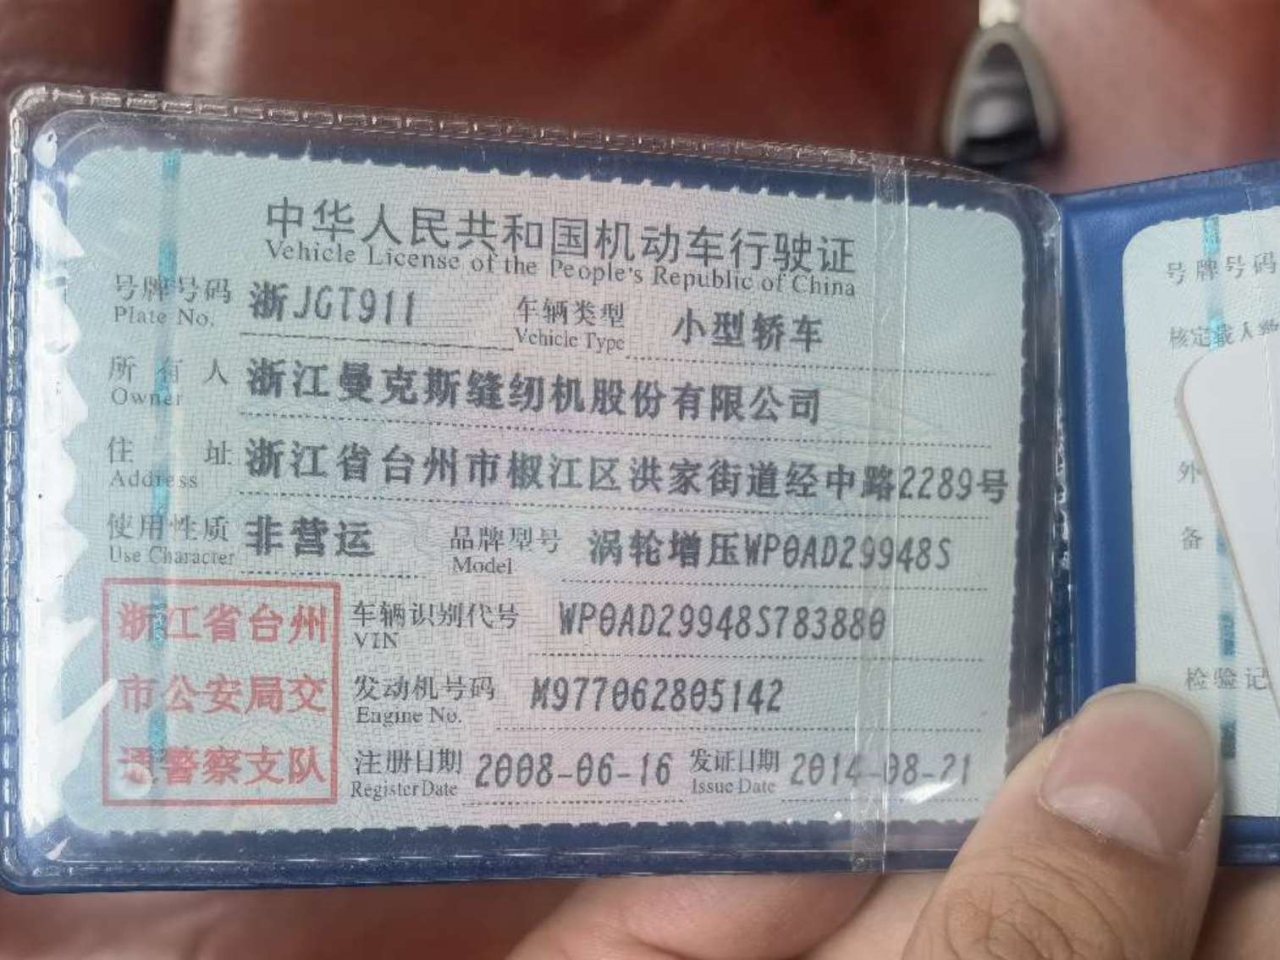 中华人民共和国机动车行驶证
Vehicle License of the People's Republic of China
号牌号码 浙JGT911 车辆类型 小型轿车
Plate No. Vehicle Type
所有人 浙江曼克斯缝纫机股份有限公司
Owner
住址 浙江省台州市椒江区洪家街道经中路2289号
Address
使用性质 非营运 品牌型号 涡轮增压WP0AD29948S
Use Character Model
浙江省台州
市公安局交
通警察支队
车辆识别代号 WP0AD29948S783880
VIN
发动机号码 M977062805142
Engine No.
注册日期 2008-06-16 发证日期 2014-08-21
Register Date Issue Date
号牌号码
核定载人数
外
备
检验记